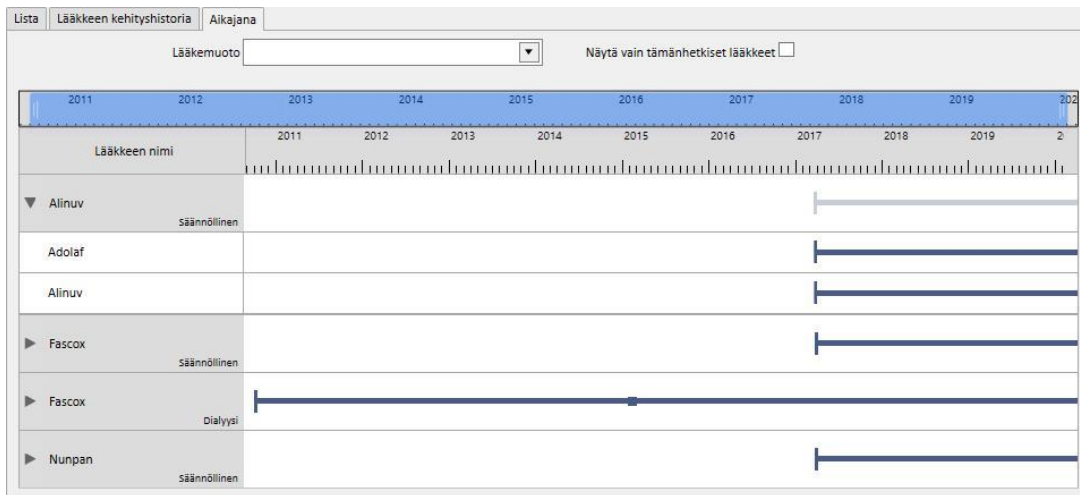 Lista Lääkkeen kehityshistoria Aikajana
Lääkemuoto Näytä vain tämänhetkiset lääkkeet
2011 2012 2013 2014 2015 2016 2017 2018 2019 202
Lääkkeen nimi
2011 2012 2013 2014 2015 2016 2017 2018 2019 2
Alinuv
Säännöllinen
Adolaf
Alinuv
Fascox
Säännöllinen
Fascox
Dialyysi
Nunpan
Säännöllinen